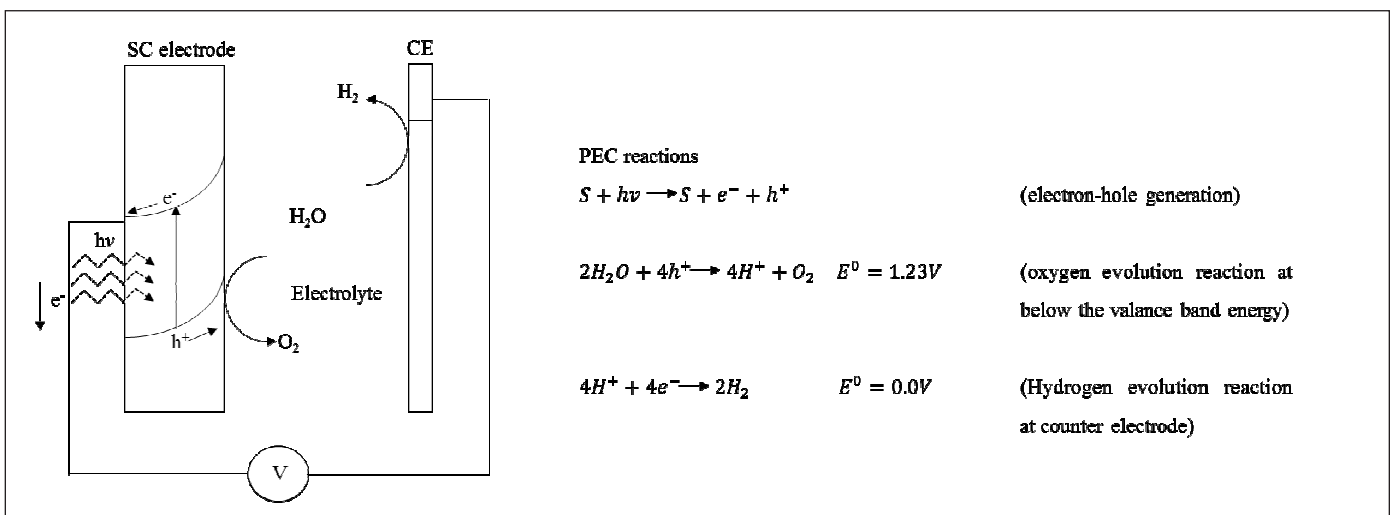 SC electrode
CE
H₂
e⁻
H₂O
hν
Electrolyte
e⁻
h⁺
O₂
V
PEC reactions
S + hν ⟶ S + e⁻ + h⁺ (electron-hole generation)
2H₂O + 4h⁺ ⟶ 4H⁺ + O₂ E⁰ = 1.23V (oxygen evolution reaction at
below the valance band energy)
4H⁺ + 4e⁻ ⟶ 2H₂ E⁰ = 0.0V (Hydrogen evolution reaction
at counter electrode)